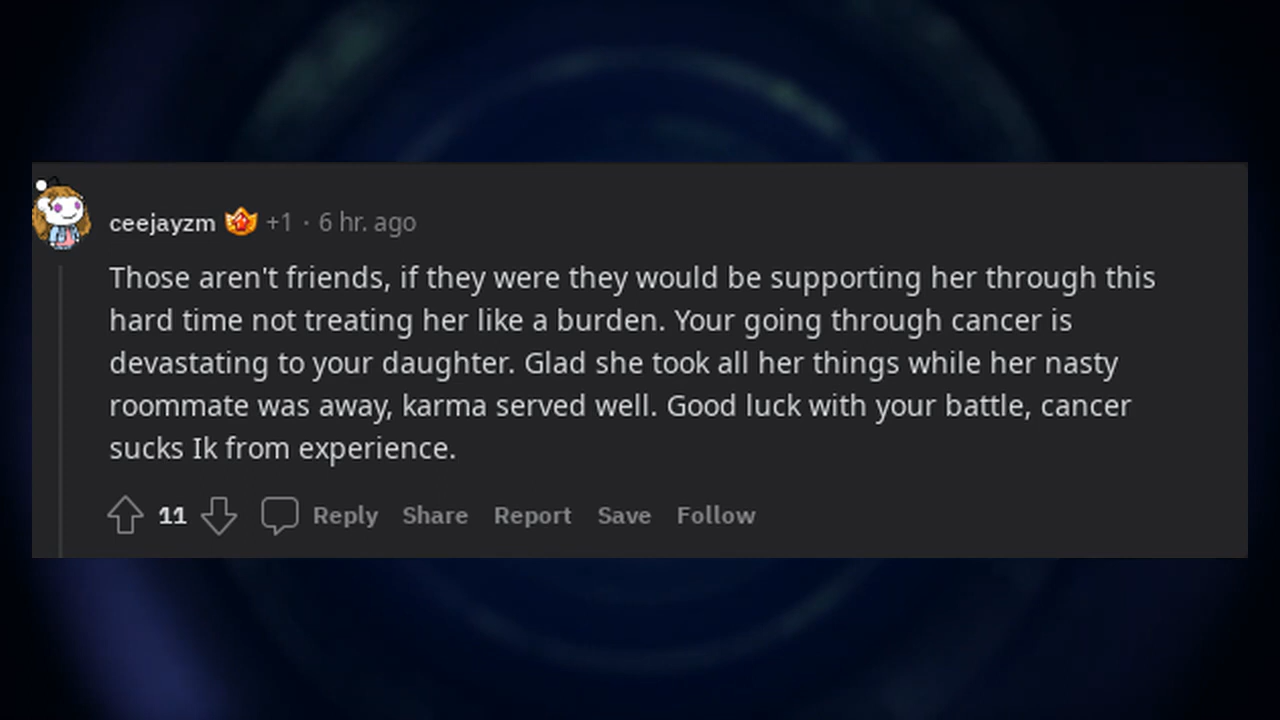 ceejayzm +1 · 6 hr. ago
Those aren't friends, if they were they would be supporting her through this
hard time not treating her like a burden. Your going through cancer is
devastating to your daughter. Glad she took all her things while her nasty
roommate was away, karma served well. Good luck with your battle, cancer
sucks Ik from experience.
11 Reply Share Report Save Follow